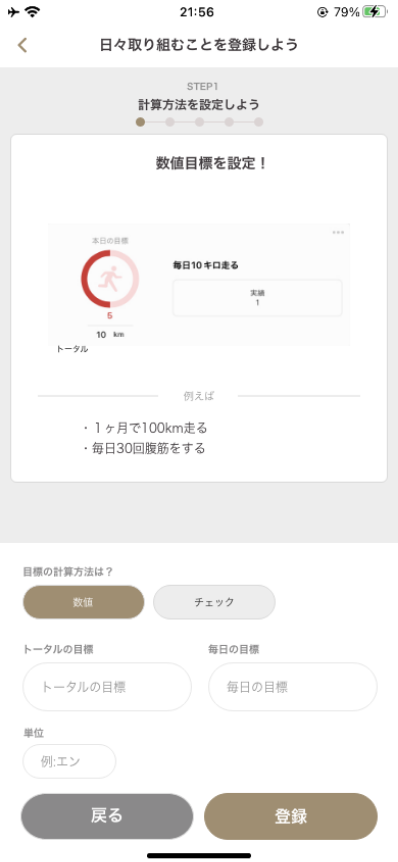 21:56
79%
日々取り組むことを登録しよう
STEP1
計算方法を設定しよう
数値目標を設定！
本日の目標
毎日10キロ走る
実績
1
5
10 km
トータル
例えば
・１ヶ月で100km走る
・毎日30回腹筋をする
目標の計算方法は？
数値 チェック
トータルの目標 毎日の目標
トータルの目標 毎日の目標
単位
例:エン
戻る 登録